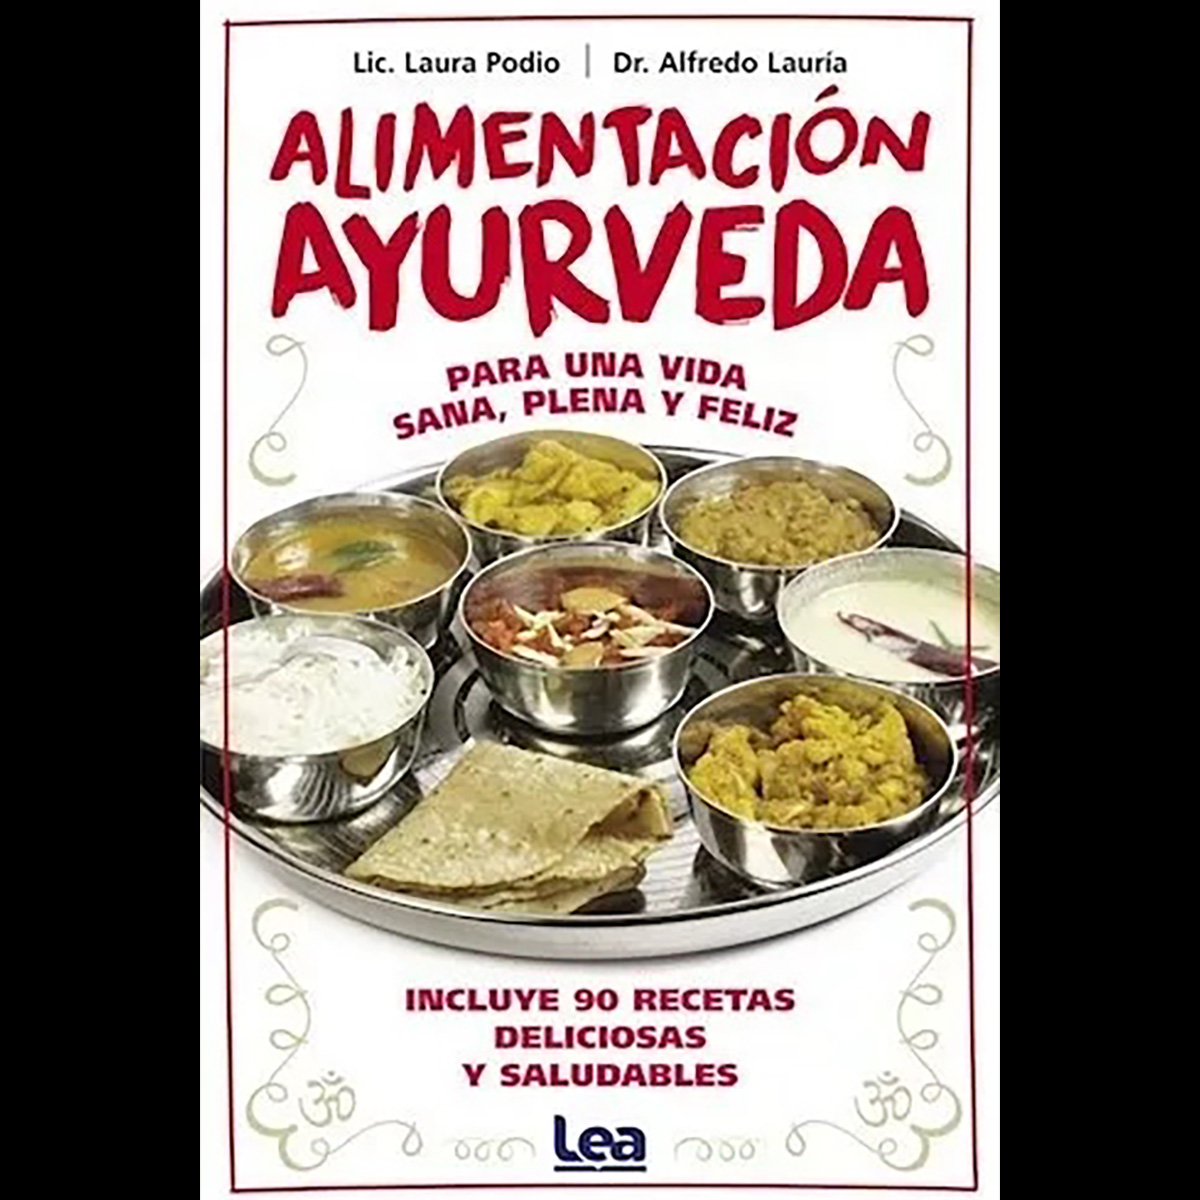 Lic. Laura Podio | Dr. Alfredo Lauría
ALIMENTACIÓN
AYURVEDA
PARA UNA VIDA
SANA, PLENA Y FELIZ
INCLUYE 90 RECETAS
DELICIOSAS
Y SALUDABLES
ॐ ॐ
Lea